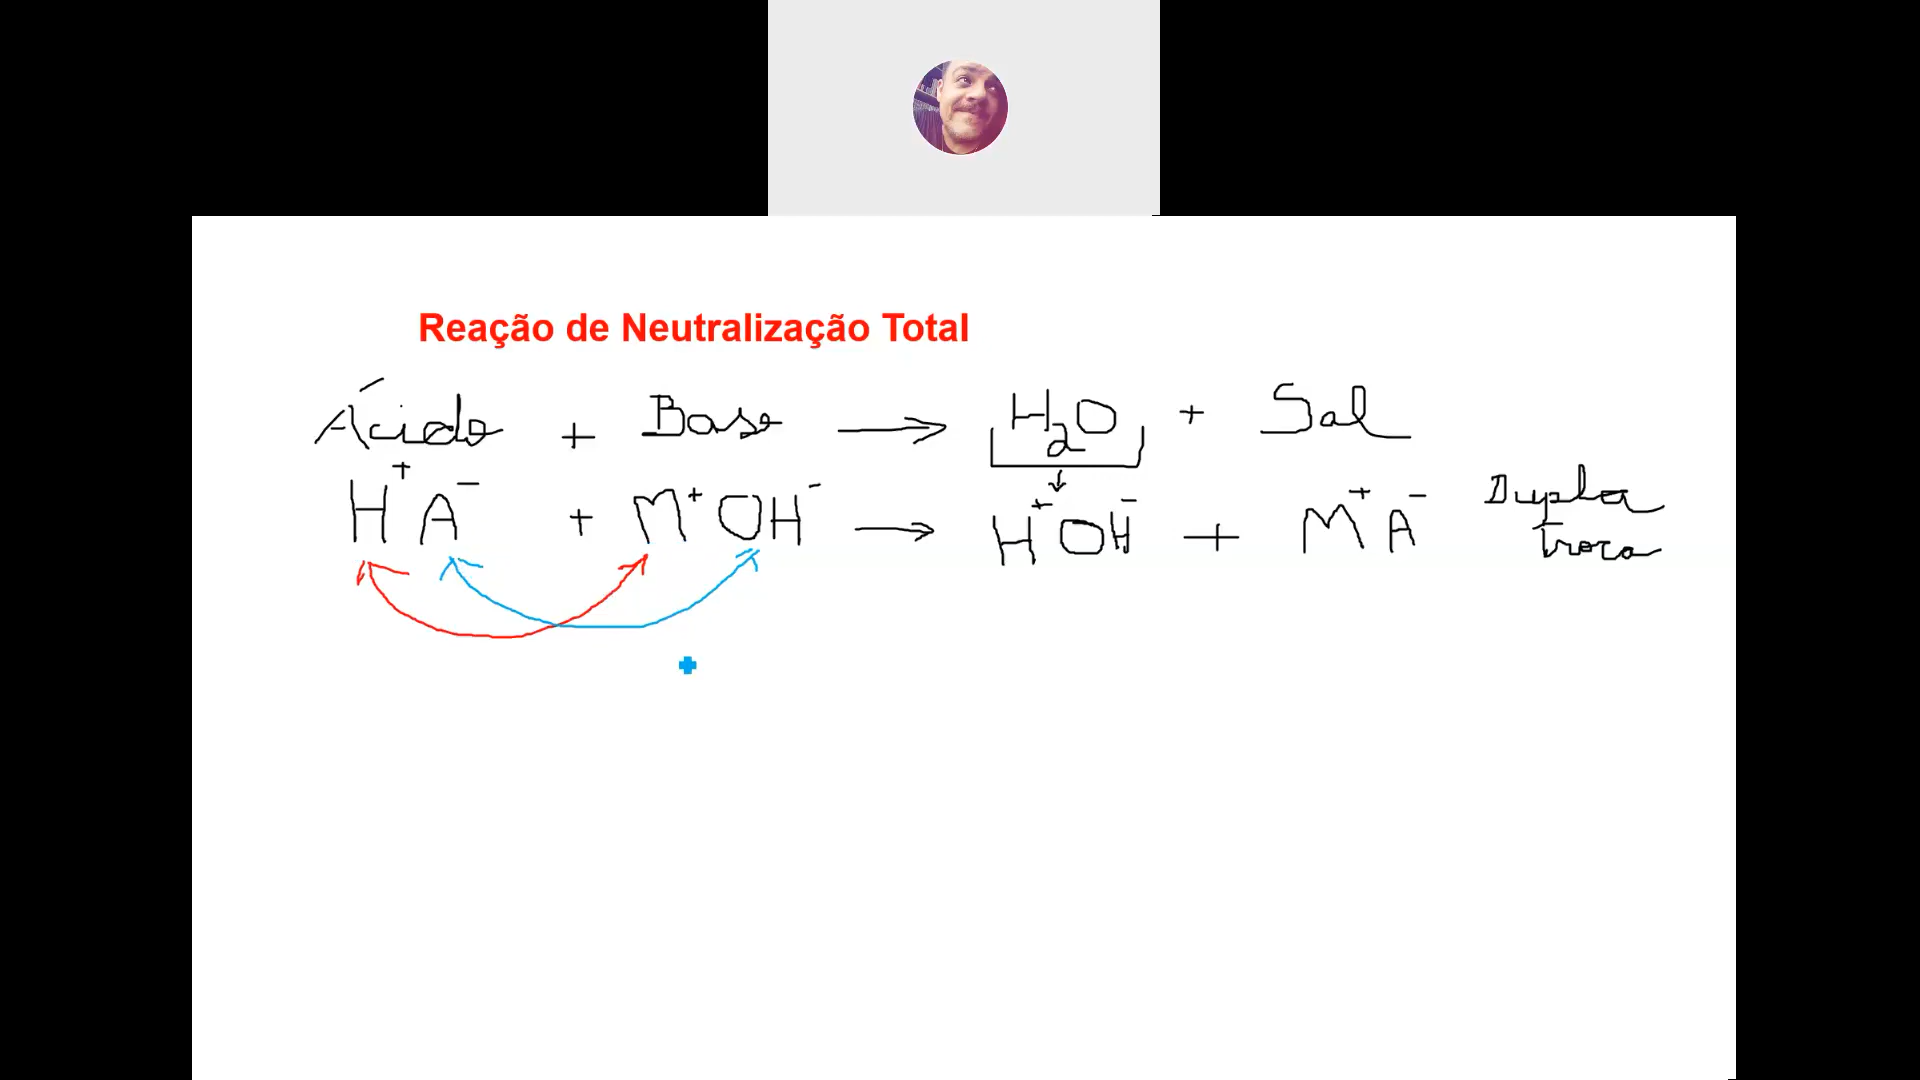 Reação de Neutralização Total
Ácido + Base → H₂O + Sal
H⁺A⁻ + M⁺OH⁻ → H⁺OH⁻ + M⁺A⁻
Dupla
Troca